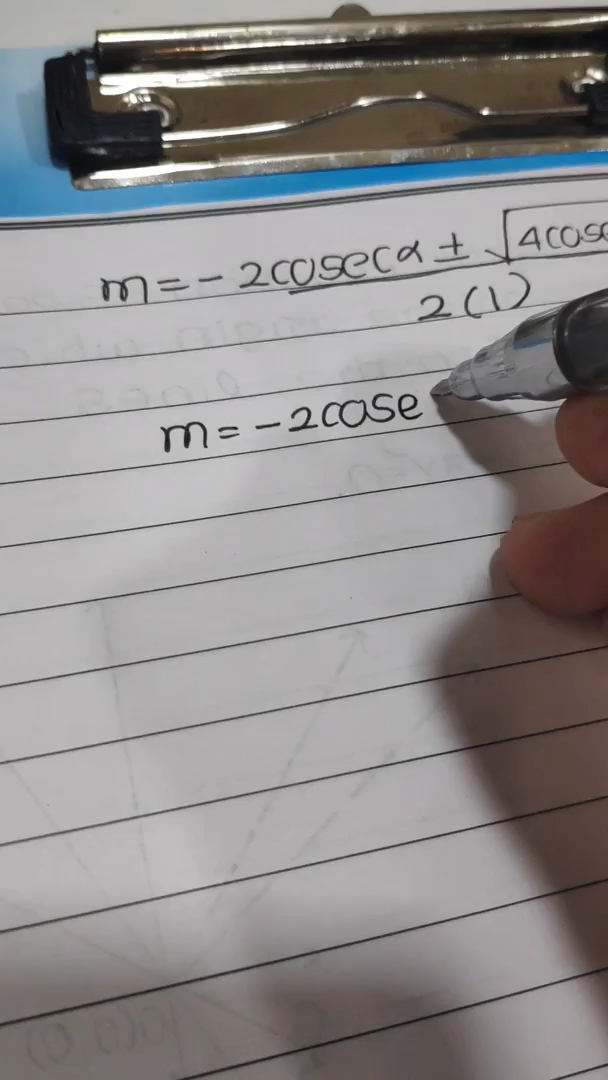 m = - 2cosecα ± √4cose
2(1)
m = - 2cose